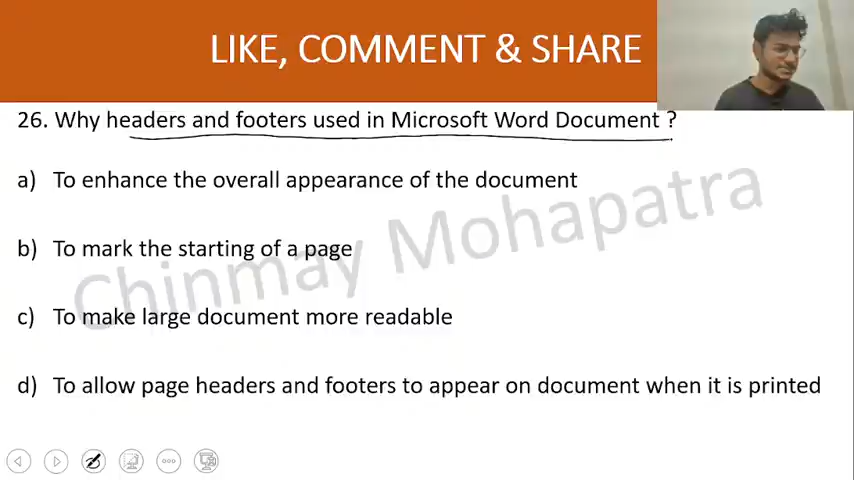 LIKE, COMMENT & SHARE
26. Why headers and footers used in Microsoft Word Document ?
a) To enhance the overall appearance of the document
b) To mark the starting of a page
c) To make large document more readable
d) To allow page headers and footers to appear on document when it is printed
Chinmay Mohapatra